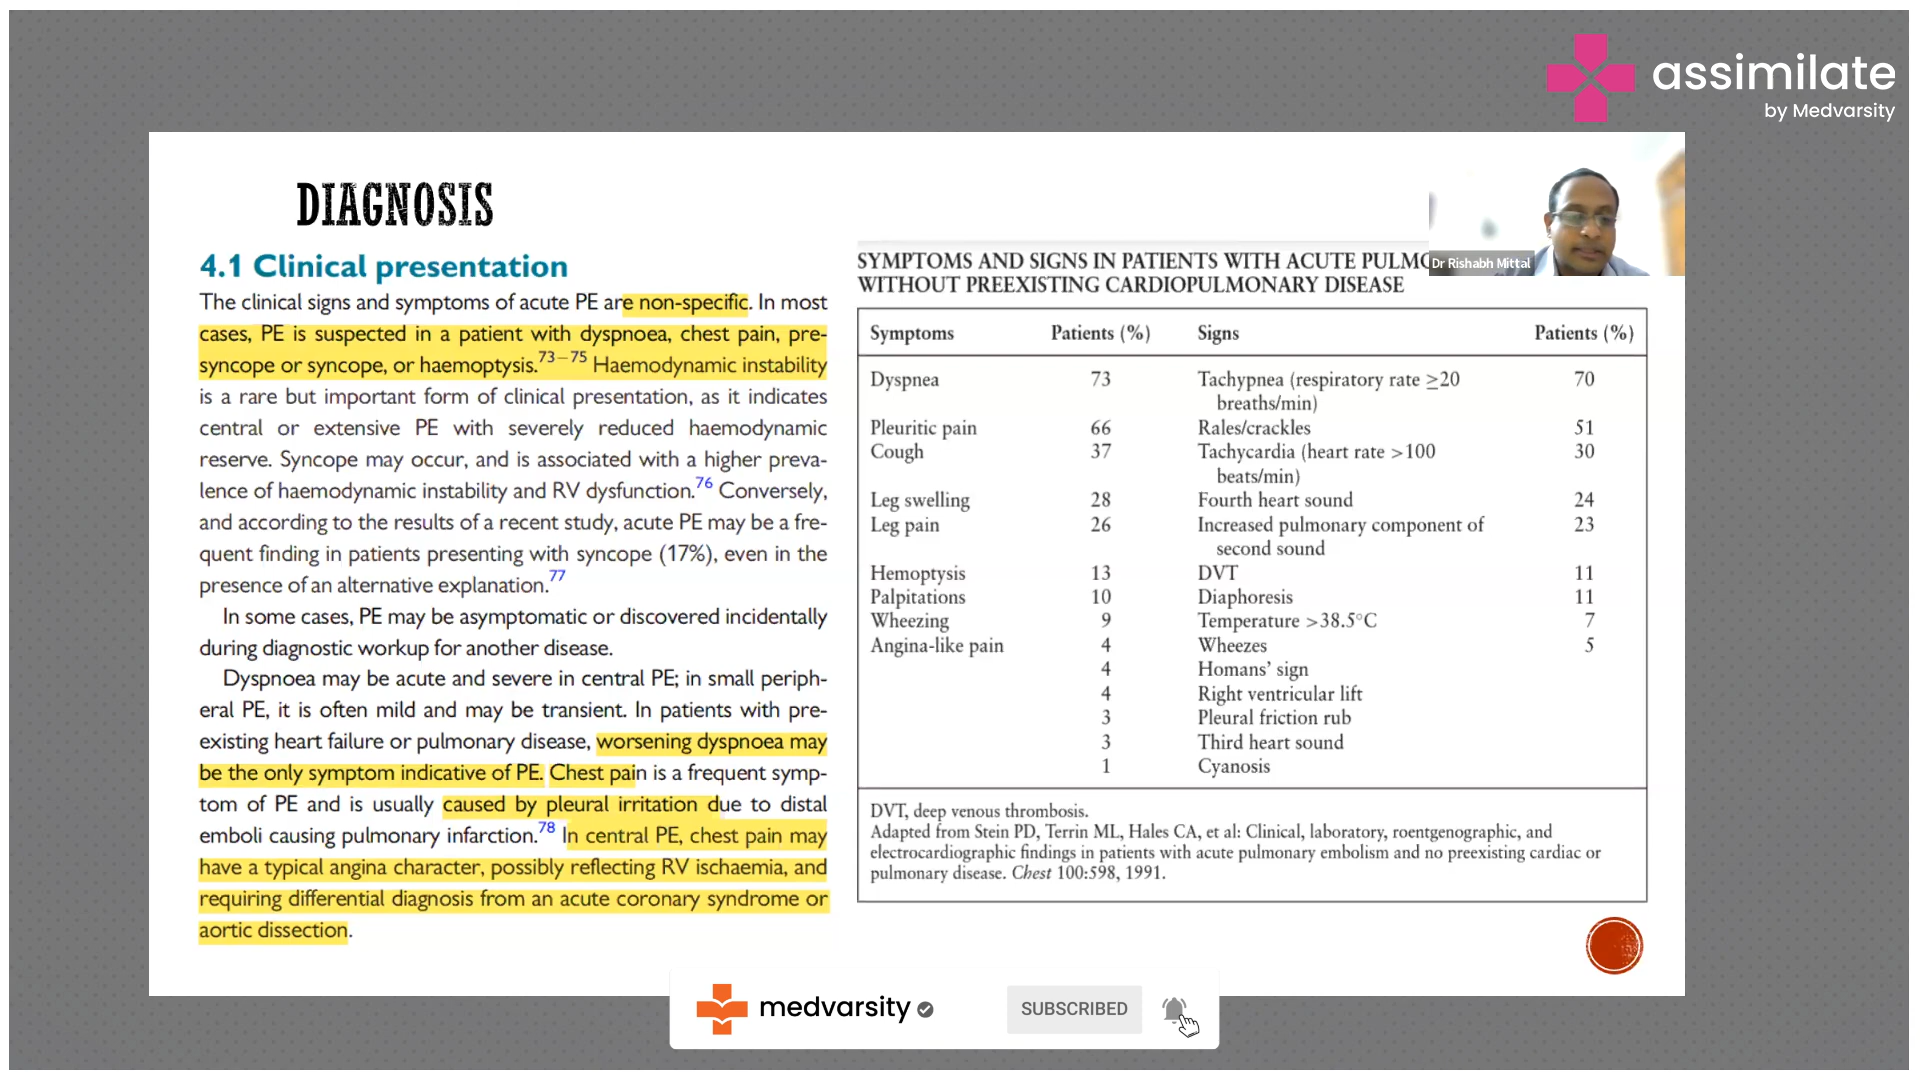 assimilate
by Medvarsity
DIAGNOSIS
4.1 Clinical presentation
The clinical signs and symptoms of acute PE are non-specific. In most
cases, PE is suspected in a patient with dyspnoea, chest pain, pre-
syncope or syncope, or haemoptysis.73–75 Haemodynamic instability
is a rare but important form of clinical presentation, as it indicates
central or extensive PE with severely reduced haemodynamic
reserve. Syncope may occur, and is associated with a higher preva-
lence of haemodynamic instability and RV dysfunction.76 Conversely,
and according to the results of a recent study, acute PE may be a fre-
quent finding in patients presenting with syncope (17%), even in the
presence of an alternative explanation.77
In some cases, PE may be asymptomatic or discovered incidentally
during diagnostic workup for another disease.
Dyspnoea may be acute and severe in central PE; in small periph-
eral PE, it is often mild and may be transient. In patients with pre-
existing heart failure or pulmonary disease, worsening dyspnoea may
be the only symptom indicative of PE. Chest pain is a frequent symp-
tom of PE and is usually caused by pleural irritation due to distal
emboli causing pulmonary infarction.78 In central PE, chest pain may
have a typical angina character, possibly reflecting RV ischaemia, and
requiring differential diagnosis from an acute coronary syndrome or
aortic dissection.
Dr Rishabh Mittal
SYMPTOMS AND SIGNS IN PATIENTS WITH ACUTE PULMO
WITHOUT PREEXISTING CARDIOPULMONARY DISEASE
Symptoms Patients (%) Signs Patients (%)
Dyspnea 73 Tachypnea (respiratory rate ≥20 70
breaths/min)
Pleuritic pain 66 Rales/crackles 51
Cough 37 Tachycardia (heart rate >100 30
beats/min)
Leg swelling 28 Fourth heart sound 24
Leg pain 26 Increased pulmonary component of 23
second sound
Hemoptysis 13 DVT 11
Palpitations 10 Diaphoresis 11
Wheezing 9 Temperature >38.5°C 7
Angina-like pain 4 Wheezes 5
4 Homans' sign
4 Right ventricular lift
3 Pleural friction rub
3 Third heart sound
1 Cyanosis
DVT, deep venous thrombosis.
Adapted from Stein PD, Terrin ML, Hales CA, et al: Clinical, laboratory, roentgenographic, and
electrocardiographic findings in patients with acute pulmonary embolism and no preexisting cardiac or
pulmonary disease. Chest 100:598, 1991.
medvarsity
SUBSCRIBED